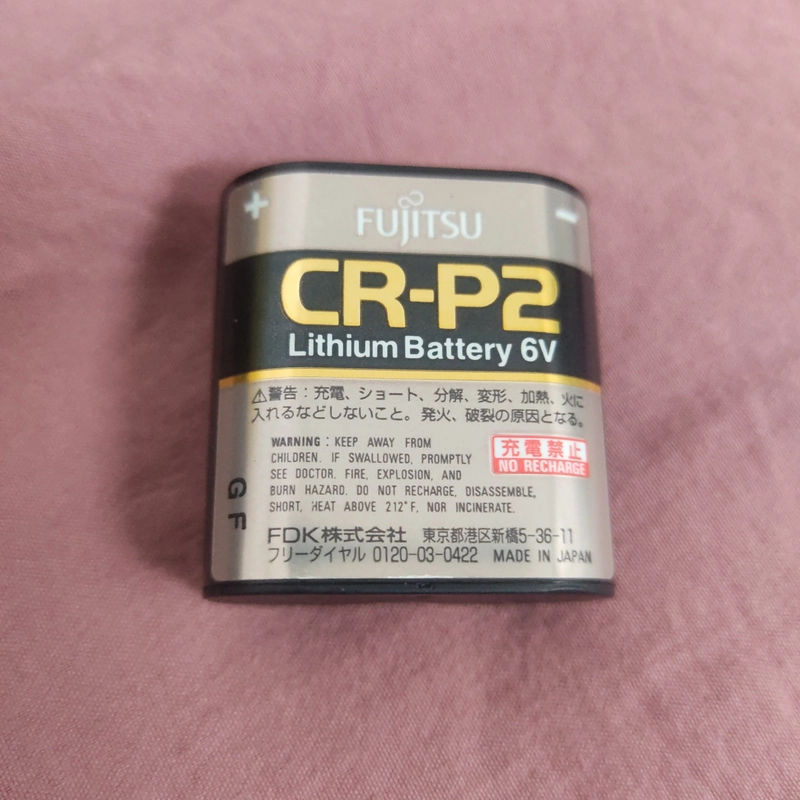 +
FUJITSU
-
CR-P2
Lithium Battery 6V
⚠警告：充電、ショート、分解、変形、加熱、火に
入れるなどしないこと。発火、破裂の原因となる。
WARNING : KEEP AWAY FROM
CHILDREN. IF SWALLOWED, PROMPTLY
SEE DOCTOR. FIRE, EXPLOSION, AND
BURN HAZARD. DO NOT RECHARGE, DISASSEMBLE,
SHORT, HEAT ABOVE 212°F, NOR INCINERATE.
充電禁止
NO RECHARGE
GF
FDK株式会社 東京都港区新橋5-36-11
フリーダイヤル 0120-03-0422 MADE IN JAPAN